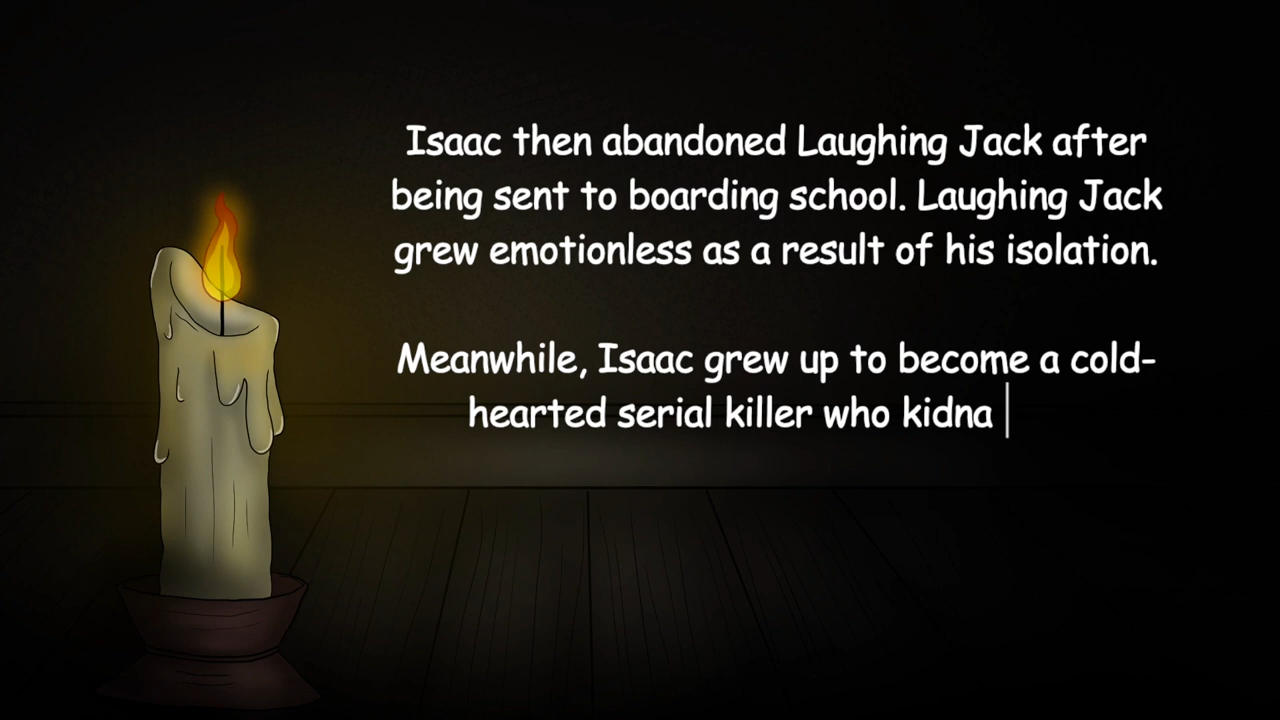 Isaac then abandoned Laughing Jack after
being sent to boarding school. Laughing Jack
grew emotionless as a result of his isolation.
Meanwhile, Isaac grew up to become a cold-
hearted serial killer who kidna